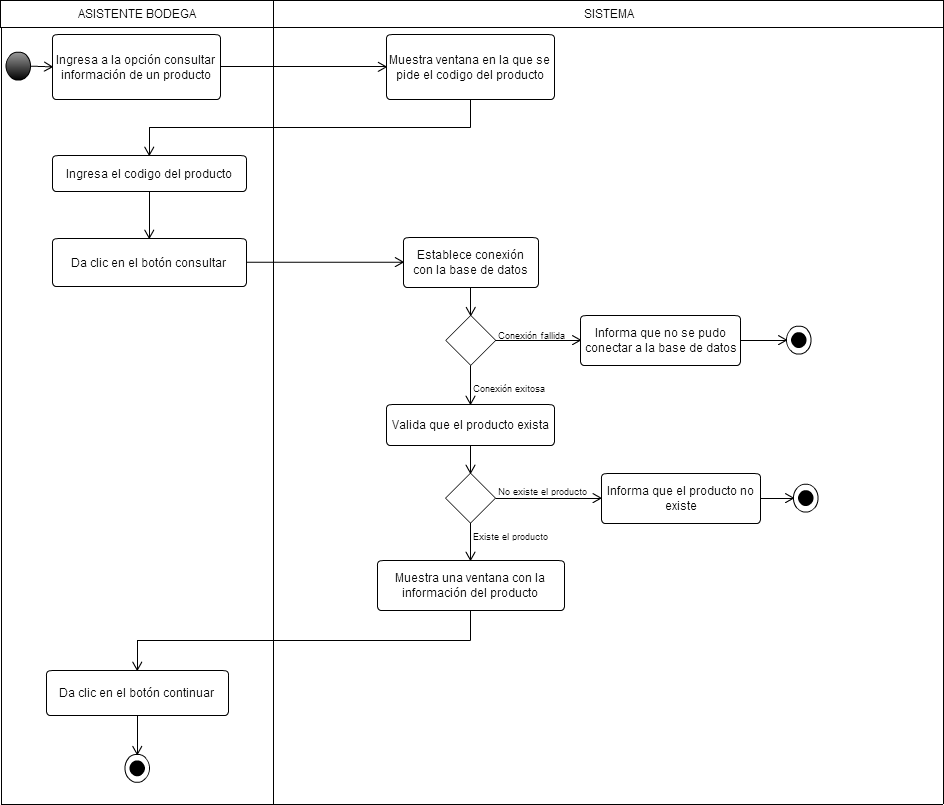 ASISTENTE BODEGA
SISTEMA
Ingresa a la opción consultar
información de un producto
Muestra ventana en la que se
pide el codigo del producto
Ingresa el codigo del producto
Da clic en el botón consultar
Establece conexión
con la base de datos
Conexión fallida
Informa que no se pudo
conectar a la base de datos
Conexión exitosa
Valida que el producto exista
No existe el producto
Informa que el producto no
existe
Existe el producto
Muestra una ventana con la
información del producto
Da clic en el botón continuar